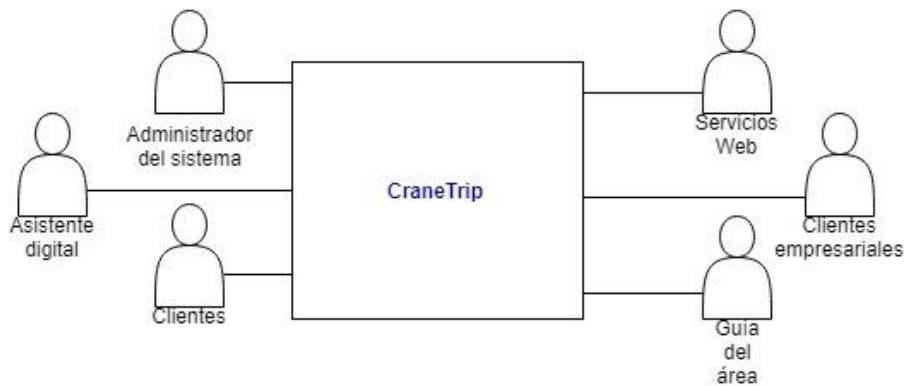 Administrador
del sistema
Servicios
Web
CraneTrip
Asistente
digital
Clientes
empresariales
Clientes
Guía
del
área